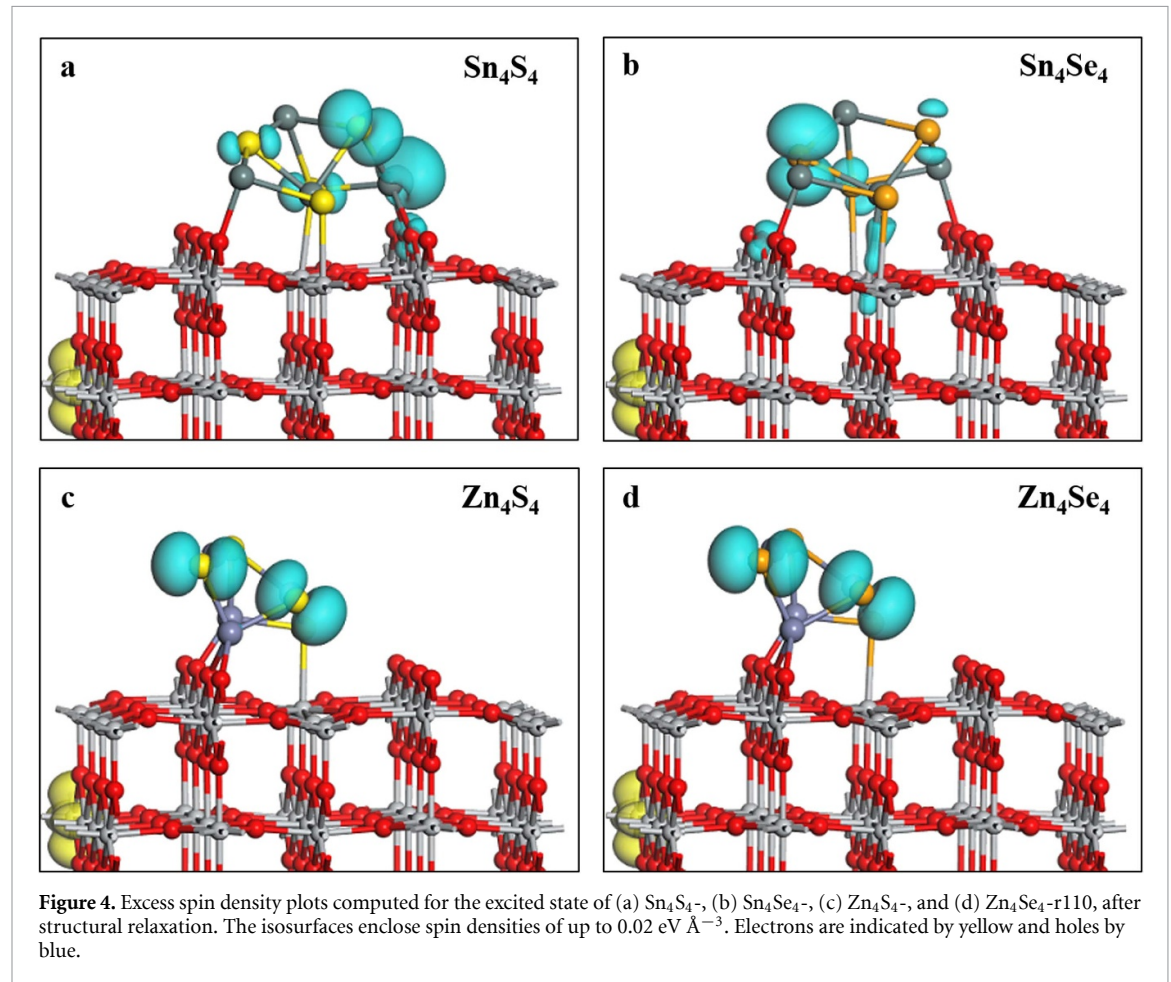 a
Sn₄S₄
b
Sn₄Se₄
c
Zn₄S₄
d
Zn₄Se₄
Figure 4. Excess spin density plots computed for the excited state of (a) Sn₄S₄-, (b) Sn₄Se₄-, (c) Zn₄S₄-, and (d) Zn₄Se₄-r110, after
structural relaxation. The isosurfaces enclose spin densities of up to 0.02 eV Å⁻³. Electrons are indicated by yellow and holes by
blue.